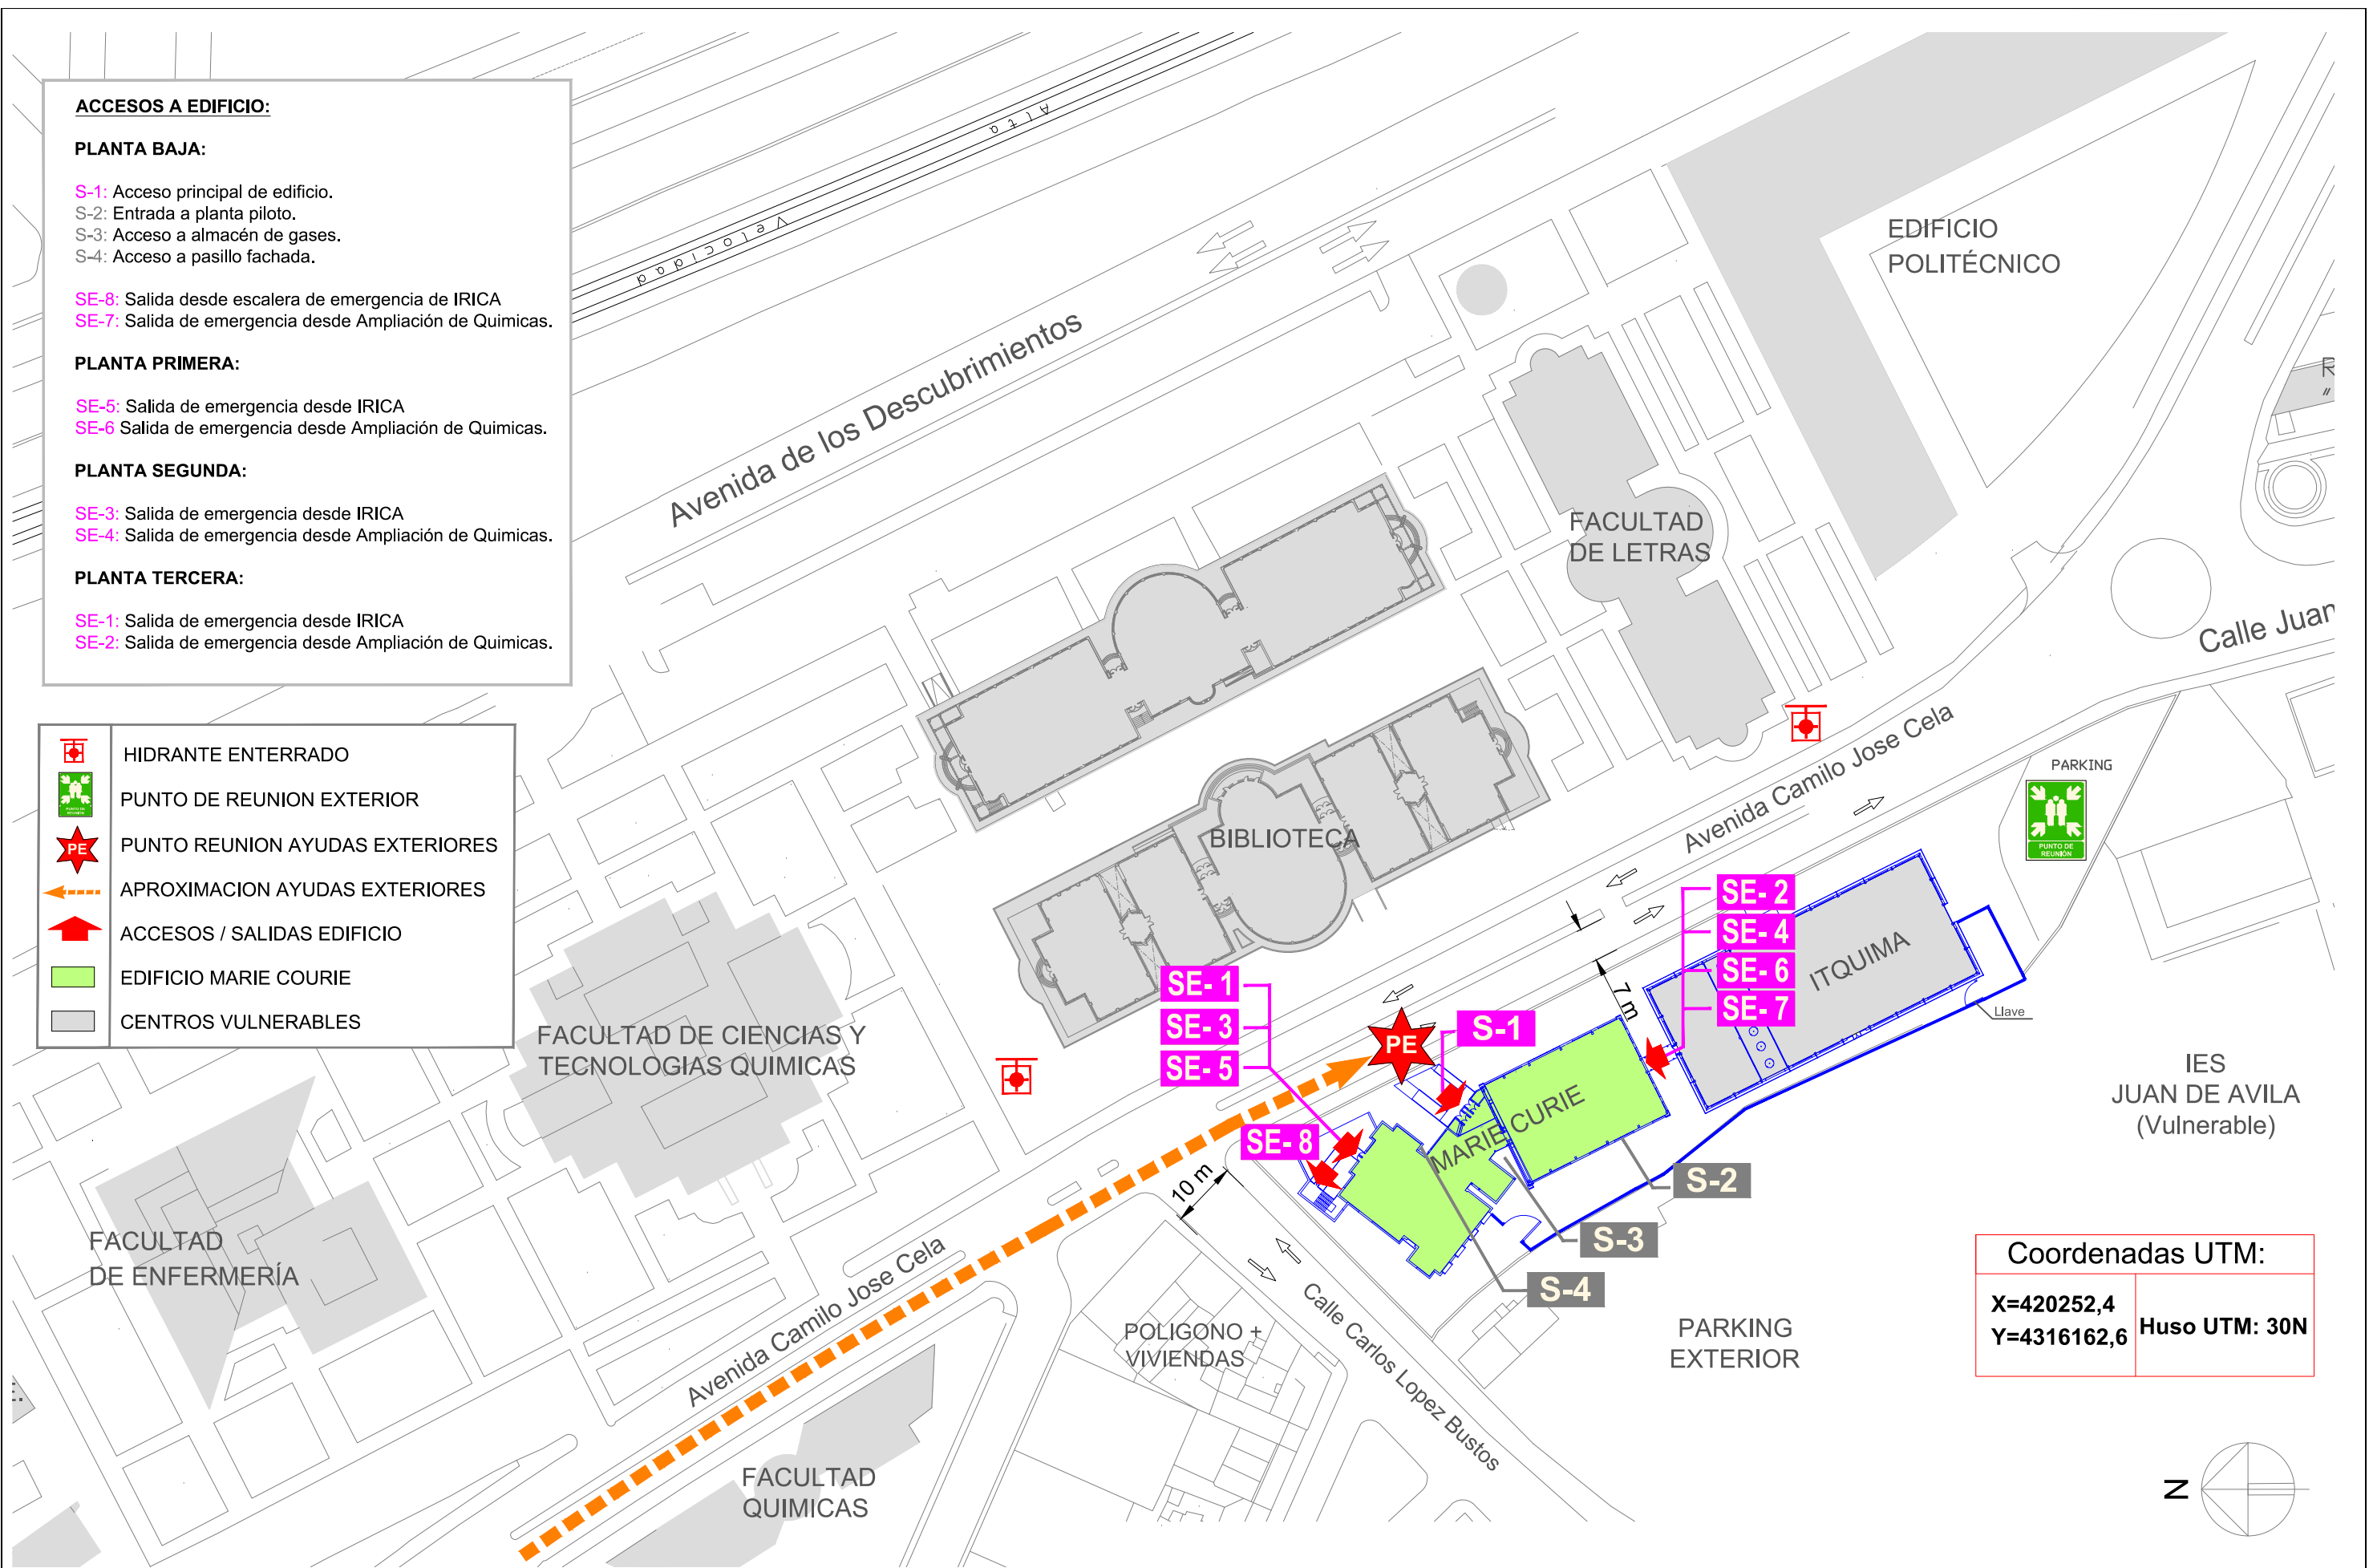 ACCESOS A EDIFICIO:
PLANTA BAJA:
S-1: Acceso principal de edificio.
S-2: Entrada a planta piloto.
S-3: Acceso a almacén de gases.
S-4: Acceso a pasillo fachada.
SE-8: Salida desde escalera de emergencia de IRICA
SE-7: Salida de emergencia desde Ampliación de Quimicas.
PLANTA PRIMERA:
SE-5: Salida de emergencia desde IRICA
SE-6 Salida de emergencia desde Ampliación de Quimicas.
PLANTA SEGUNDA:
SE-3: Salida de emergencia desde IRICA
SE-4: Salida de emergencia desde Ampliación de Quimicas.
PLANTA TERCERA:
SE-1: Salida de emergencia desde IRICA
SE-2: Salida de emergencia desde Ampliación de Quimicas.
HIDRANTE ENTERRADO
PUNTO DE REUNION EXTERIOR
PE
PUNTO REUNION AYUDAS EXTERIORES
APROXIMACION AYUDAS EXTERIORES
ACCESOS / SALIDAS EDIFICIO
EDIFICIO MARIE COURIE
CENTROS VULNERABLES
Alta
Velocidad
Avenida de los Descubrimientos
EDIFICIO
POLITÉCNICO
FACULTAD
DE LETRAS
Calle Juan
Avenida Camilo Jose Cela
PARKING
PUNTO DE
REUNIÓN
BIBLIOTECA
SE- 2
SE- 4
SE- 6
SE- 7
ITQUIMA
7 m
Llave
SE- 1
SE- 3
SE- 5
S-1
PE
FACULTAD DE CIENCIAS Y
TECNOLOGIAS QUIMICAS
IES
JUAN DE AVILA
(Vulnerable)
MARIE CURIE
SE- 8
10 m
S-2
S-3
S-4
FACULTAD
DE ENFERMERÍA
Avenida Camilo Jose Cela
POLIGONO +
VIVIENDAS
Calle Carlos Lopez Bustos
PARKING
EXTERIOR
Coordenadas UTM:
X=420252,4
Y=4316162,6
Huso UTM: 30N
FACULTAD
QUIMICAS
N